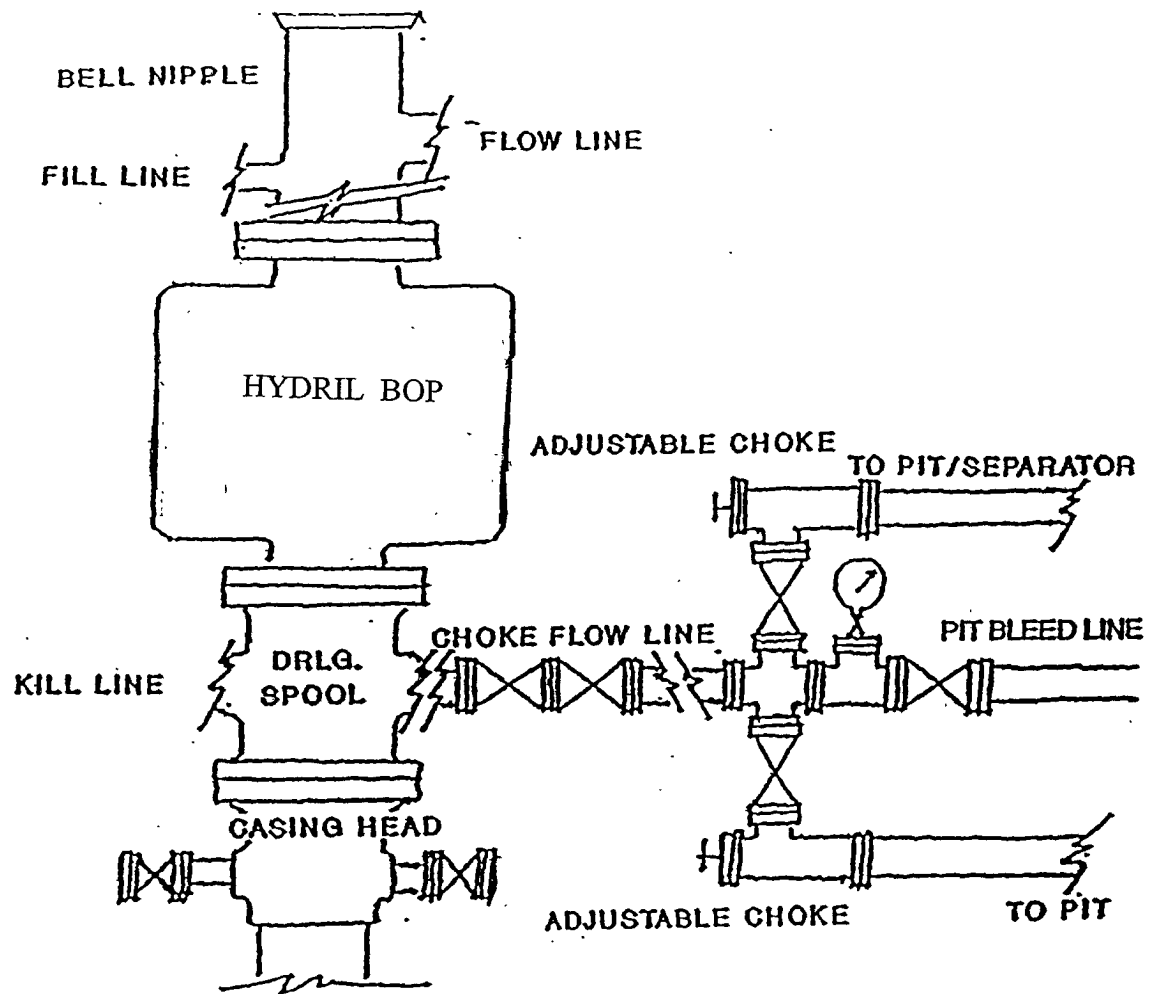 BELL NIPPLE
FLOW LINE
FILL LINE
HYDRIL BOP
ADJUSTABLE CHOKE
TO PIT/SEPARATOR
CHOKE FLOW LINE
PIT BLEED LINE
KILL LINE
DRLG.
SPOOL
CASING HEAD
ADJUSTABLE CHOKE
TO PIT